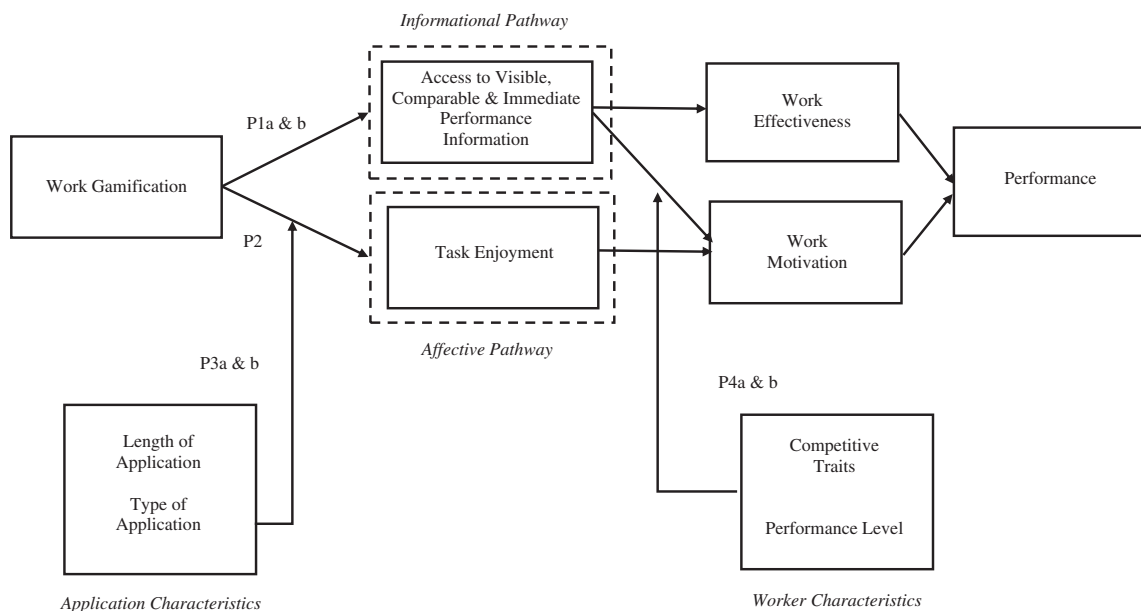 Informational Pathway
Access to Visible,
Comparable & Immediate
Performance
Information
Work
Effectiveness
P1a & b
Work Gamification
Performance
P2
Task Enjoyment
Work
Motivation
Affective Pathway
P3a & b
P4a & b
Length of
Application
Type of
Application
Competitive
Traits
Performance Level
Application Characteristics
Worker Characteristics